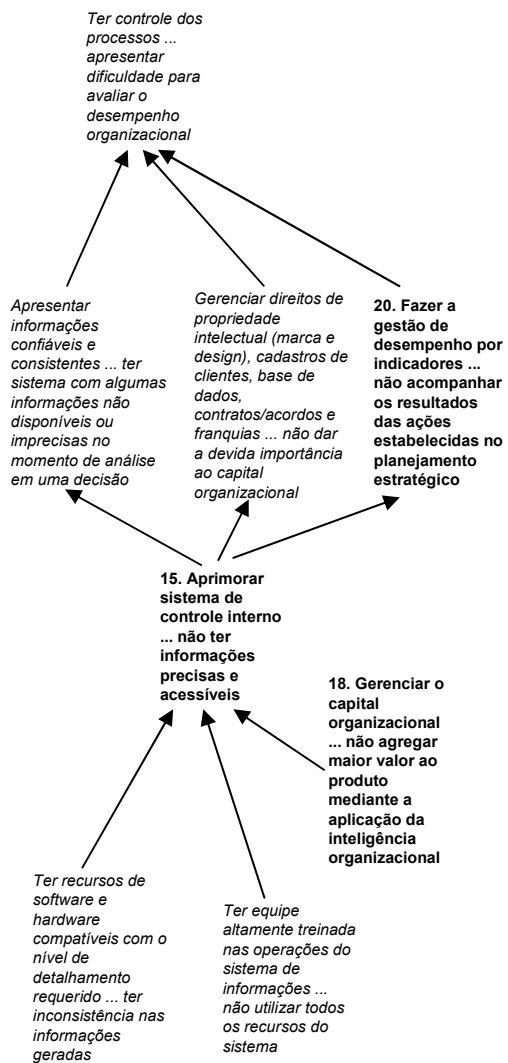 Ter controle dos
processos ...
apresentar
dificuldade para
avaliar o
desempenho
organizacional
Apresentar
informações
confiáveis e
consistentes ... ter
sistema com algumas
informações não
disponíveis ou
imprecisas no
momento de análise
em uma decisão
Gerenciar direitos de
propriedade
intelectual (marca e
design), cadastros de
clientes, base de
dados,
contratos/acordos e
franquias ... não dar
a devida importância
ao capital
organizacional
20. Fazer a
gestão de
desempenho por
indicadores ...
não acompanhar
os resultados
das ações
estabelecidas no
planejamento
estratégico
15. Aprimorar
sistema de
controle interno
... não ter
informações
precisas e
acessíveis
18. Gerenciar o
capital
organizacional
... não agregar
maior valor ao
produto
mediante a
aplicação da
inteligência
organizacional
Ter recursos de
software e
hardware
compatíveis com o
nível de
detalhamento
requerido ... ter
inconsistência nas
informações
geradas
Ter equipe
altamente treinada
nas operações do
sistema de
informações ...
não utilizar todos
os recursos do
sistema